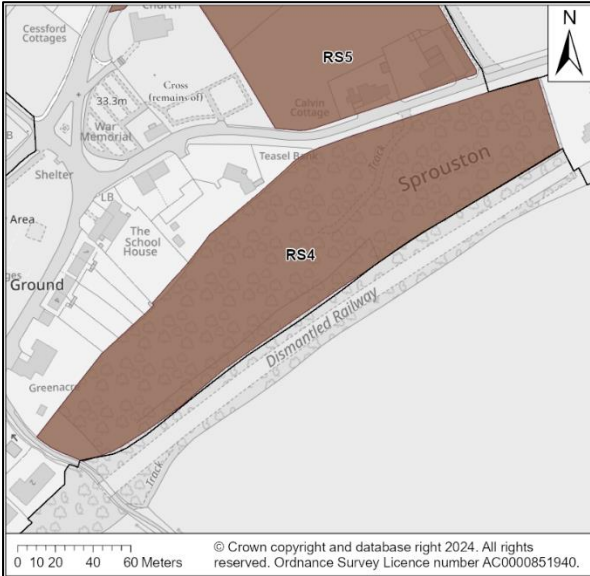 Cessford
Cottages
Church
N
RS5
Cross
(remains of)
33.3m
War
Memorial
Calvin
Cottage
Teasel Bank
Track
Sprouston
Shelter
LB
Area
The
School
House
RS4
Ground
Dismantled Railway
Greenacre
Track
0 10 20 40 60 Meters
© Crown copyright and database right 2024. All rights
reserved. Ordnance Survey Licence number AC0000851940.